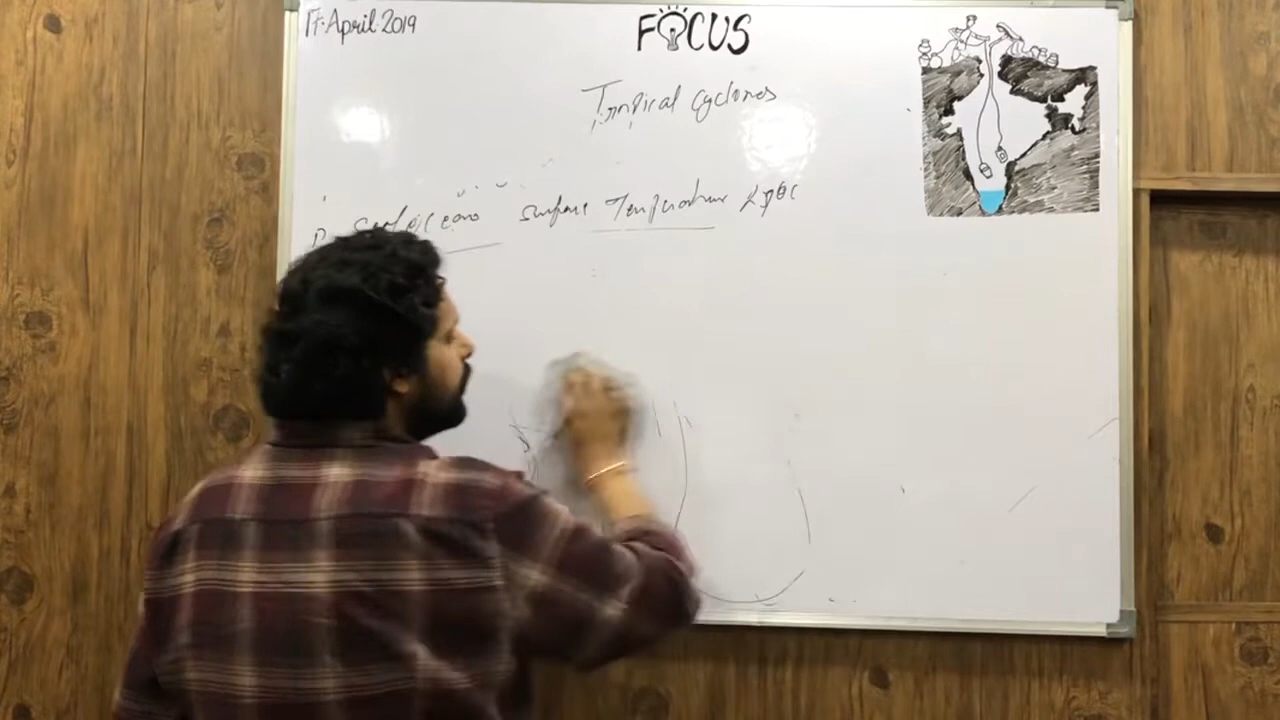 17. April 2019
FOCUS
Tropical cyclones
Surface Temperature